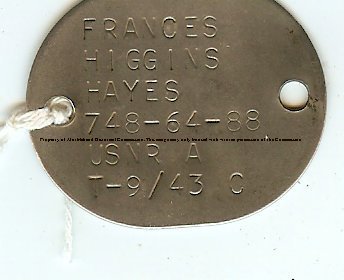 FRANCES
HIGGINS
HAYES
748-64-88
USNR A
T-9/43 C